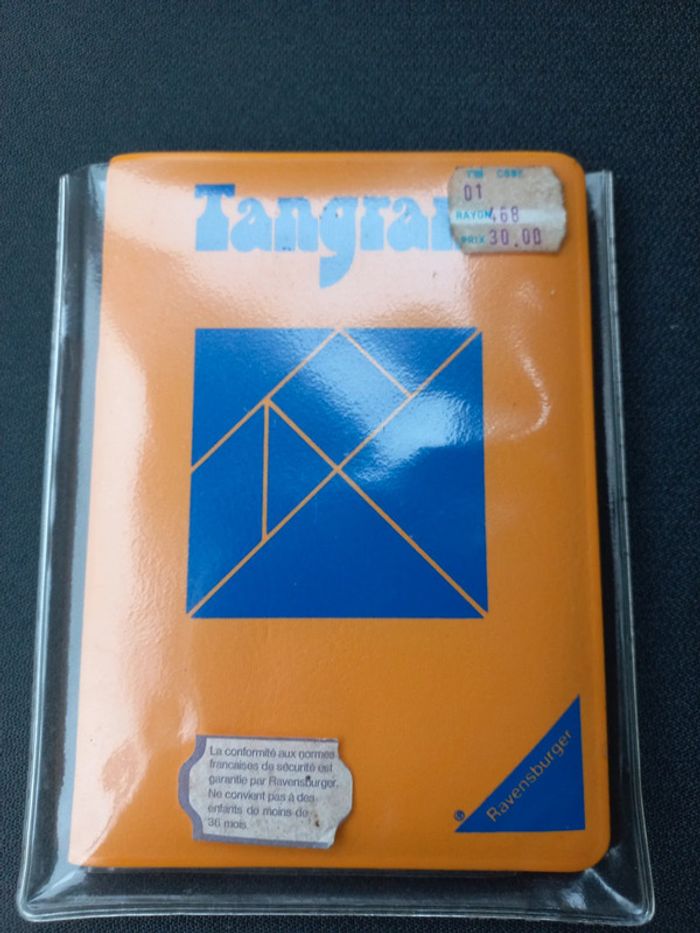 Tangram
01
RAYON 468
PRIX 30.00
La conformité aux normes
francaises de sécurité est
garantie par Ravensburger.
Ne convient pas à des
enfants de moins de
36 mois
Ravensburger
®